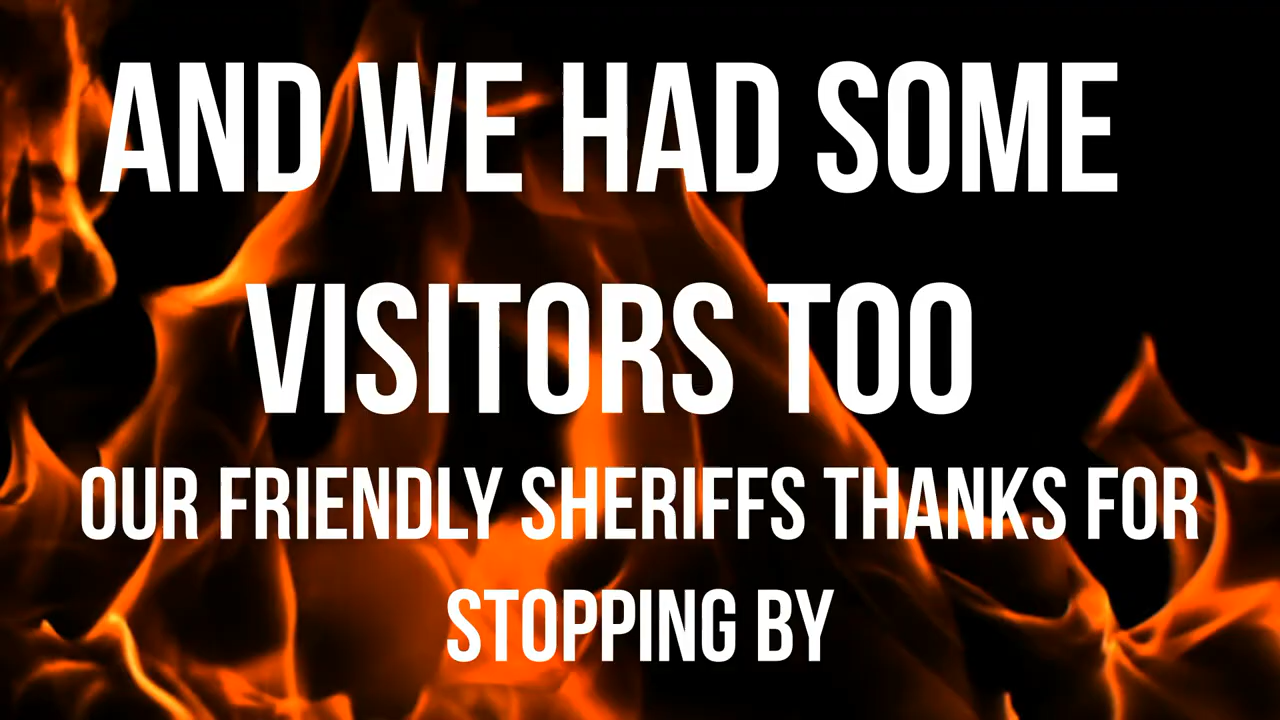 AND WE HAD SOME
VISITORS TOO
OUR FRIENDLY SHERIFFS THANKS FOR
STOPPING BY